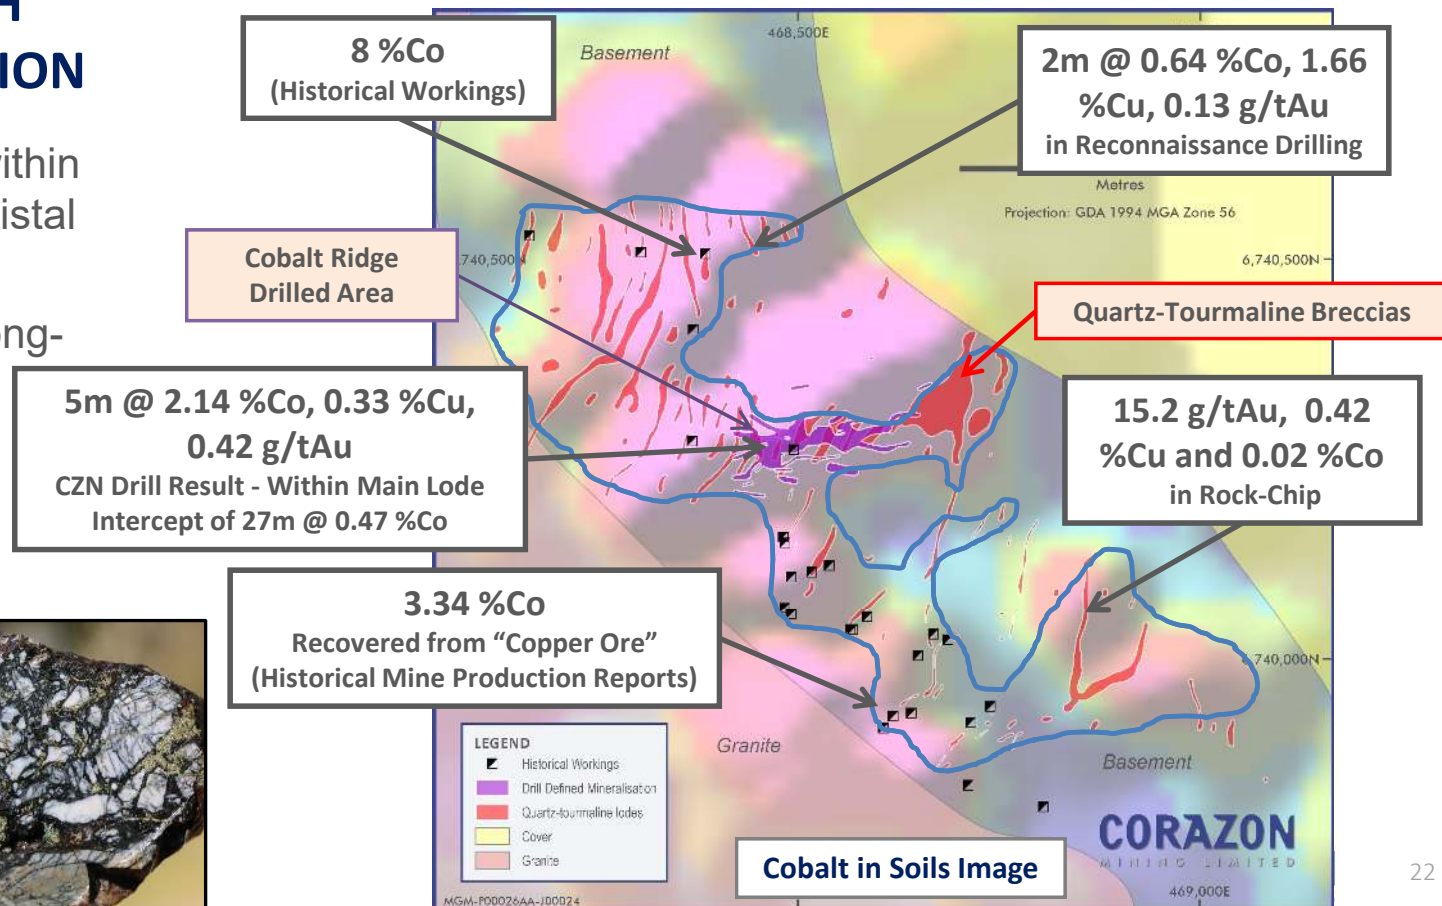 H
ION
ithin
istal
ong-
8 %Co
(Historical Workings)
Basement
468,500E
2m @ 0.64 %Co, 1.66
%Cu, 0.13 g/tAu
in Reconnaissance Drilling
Metres
Projection: GDA 1994 MGA Zone 56
Cobalt Ridge
Drilled Area
740,500N
6,740,500N
Quartz-Tourmaline Breccias
5m @ 2.14 %Co, 0.33 %Cu,
0.42 g/tAu
CZN Drill Result - Within Main Lode
Intercept of 27m @ 0.47 %Co
15.2 g/tAu, 0.42
%Cu and 0.02 %Co
in Rock-Chip
3.34 %Co
Recovered from “Copper Ore”
(Historical Mine Production Reports)
740,000N
LEGEND
Historical Workings
Drill Defined Mineralisation
Quartz-tourmaline lodes
Cover
Granite
Granite
Basement
CORAZON
MINING LIMITED
Cobalt in Soils Image
469,000E
MGM-P00026AA-J00024
22